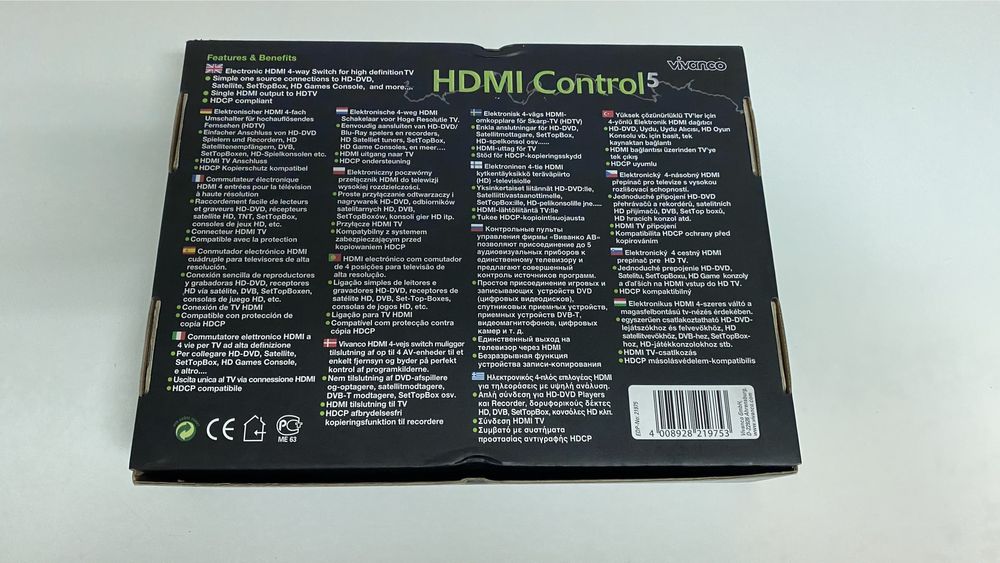 Features & Benefits
Electronic HDMI 4-way Switch for high definition TV
Simple one source connections to HD-DVD,
Satellite, SetTopBox, HD Games Console, and more....
Single HDMI output to HDTV
HDCP compliant
HDMI Control5
vivanco
Elektronischer HDMI 4-fach
Umschalter für hochauflösendes
Fernsehen (HDTV)
Einfacher Anschluss von HD-DVD
Spielern und Recordern, HD
Satellitenempfängern, DVB,
SetTopBoxen, HD-Spielkonsolen etc.
HDMI TV Anschluss
HDCP Kopierschutz kompatibel
Commutateur électronique
HDMI 4 entrées pour la télévision
à haute résolution
Raccordement facile de lecteurs
et graveurs HD-DVD, récepteurs
satellite HD, TNT, SetTopBox,
consoles de jeux HD, etc.
Connecteur HDMI TV
Compatible avec la protection
Conmutador electrónico HDMI
cuádruple para televisores de alta
resolución.
Conexión sencilla de reproductores
y grabadoras HD-DVD, receptores
HD vía satélite, DVB, SetTopBoxen,
consolas de juego HD, etc.
Conexión de TV HDMI
Compatible con protección de
copia HDCP
Commutatore elettronico HDMI a
4 vie per TV ad alta definizione
Per collegare HD-DVD, Satellite,
SetTopBox, HD Games Console,
e altro....
Uscita unica al TV via connessione HDMI
HDCP compatible
Elektronische 4-weg HDMI
Schakelaar voor Hoge Resolutie TV.
Eenvoudig aansluiten van HD-DVD/
Blu-Ray spelers en recorders,
HD Satelliet tuners, SetTopBox,
HD Game Consoles, en meer....
HDMI uitgang naar TV
HDCP ondersteuning
Elektroniczny poczwórny
przełącznik HDMI do telewizji
wysokiej rozdzielczości.
Proste przyłączanie odtwarzaczy i
nagrywarek HD-DVD, odbiorników
satelitarnych HD, DVB,
SetTopBoxów, konsoli gier HD itp.
Przyłącze HDMI TV
Kompatybilny z systemem
zabezpieczającym przed
kopiowaniem HDCP
HDMI electrónico com comutador
de 4 posições para televisão de
alta resolução.
Ligação simples de leitores e
gravadores HD-DVD, receptores de
satélite HD, DVB, Set-Top-Boxes,
consolas de jogos HD, etc.
Ligação para TV HDMI
Compatível com protecção contra
cópia HDCP
Vivanco HDMI 4-vejs switch muliggør
tilslutning af op til 4 AV-enheder til et
enkelt fjernsyn og byder på perfekt
kontrol af programkilderne.
Nem tilslutning af DVD-afspillere
og-optagere, satellitmodtagere,
DVB-T modtagere, SetTopBox osv.
HDMI tilslutning til TV
HDCP afbrydelsesfri
kopieringsfunktion til recordere
Elektronisk 4-vägs HDMI-
omkopplare för Skarp-TV (HDTV)
Enkla anslutningar för HD-DVD,
Satellitmottagare, SetTopBox,
HD-spelkonsol osv.....
HDMI-uttag för TV
Stöd för HDCP-kopieringsskydd
Elektroninen 4-tie HDMI
kytkentäyksikkö teräväpiirto
(HD) -televisiolle
Yksinkertaiset liitännät HD-DVD:lle,
Satelliittivastaanottimelle,
SetTopBox:ille, HD-pelikonsolille jne....
HDMI-lähtöliitäntä TV:lle
Tukee HDCP-kopiointisuojausta
Контрольные пульты
управления фирмы «Виванко АВ»
позволяют присоединение до 5
аудиовизуальных приборов к
единственному телевизору и
предлагают совершенный
контроль источников программ.
Простое присоединение игорных и
записывающих устройств DVD
(цифровых видеодисков),
спутниковых приемных устройств,
приемных устройств DVB-T,
видеомагнитофонов, цифровых
камер и т. д.
Единственный выход на
телевизор через HDMI
Безразрывная функция
устройства записи-копирования
Ηλεκτρονικός 4-πλός επιλογέας HDMI
για τηλεοράσεις με υψηλή ανάλυση.
Απλή σύνδεση για HD-DVD Players
και Recorder, δορυφορικούς δέκτες
HD, DVB, SetTopBox, κονσόλες HD κλπ.
Σύνδεση HDMI TV
Συμβατό με συστήματα
προστασίας αντιγραφής HDCP
Yüksek çözünürlüklü TV'ler için
4-yönlü Elektronik HDMI dağıtıcı
HD-DVD, Uydu, Uydu Alıcısı, HD Oyun
Konsolu vb. için basit, tek
kaynaktan bağlantı
HDMI bağlantısı üzerinden TV'ye
tek çıkış
HDCP uyumlu
Elektronický 4-násobný HDMI
přepínač pro televize s vysokou
rozlišovací schopností.
Jednoduché připojení HD-DVD
přehrávačů a rekordérů, satelitních
HD přijímačů, DVB, SetTop boxů,
HD hracích konzol atd.
HDMI TV připojení
Kompatibilita HDCP ochrany před
kopírováním
Elektronický 4 cestný HDMI
prepínač pre HD TV.
Jednoduché prepojenie HD-DVD,
Satelitu, SetTopBoxu, HD Game konzoly
a ďalších na HDMI vstup do HD TV.
HDCP kompaktibilný
Elektronikus HDMI 4-szeres váltó a
magasfelbontású tv-nézés érdekében.
egyszerűen csatlakoztatható HD-DVD-
lejátszókhoz és felvevőkhöz, HD
satellitvevőkhöz, DVB-hez, SetTopBox-
hoz, HD-játékkonzolokhoz stb.
HDMI TV-csatlkozás
HDCP másolásvédelem-kompatibilis
CE
PG
ME 63
EDP-No: 21975
4 008928 219753
Vivanco GmbH,
D-22926 Ahrensburg,
www.vivanco.com